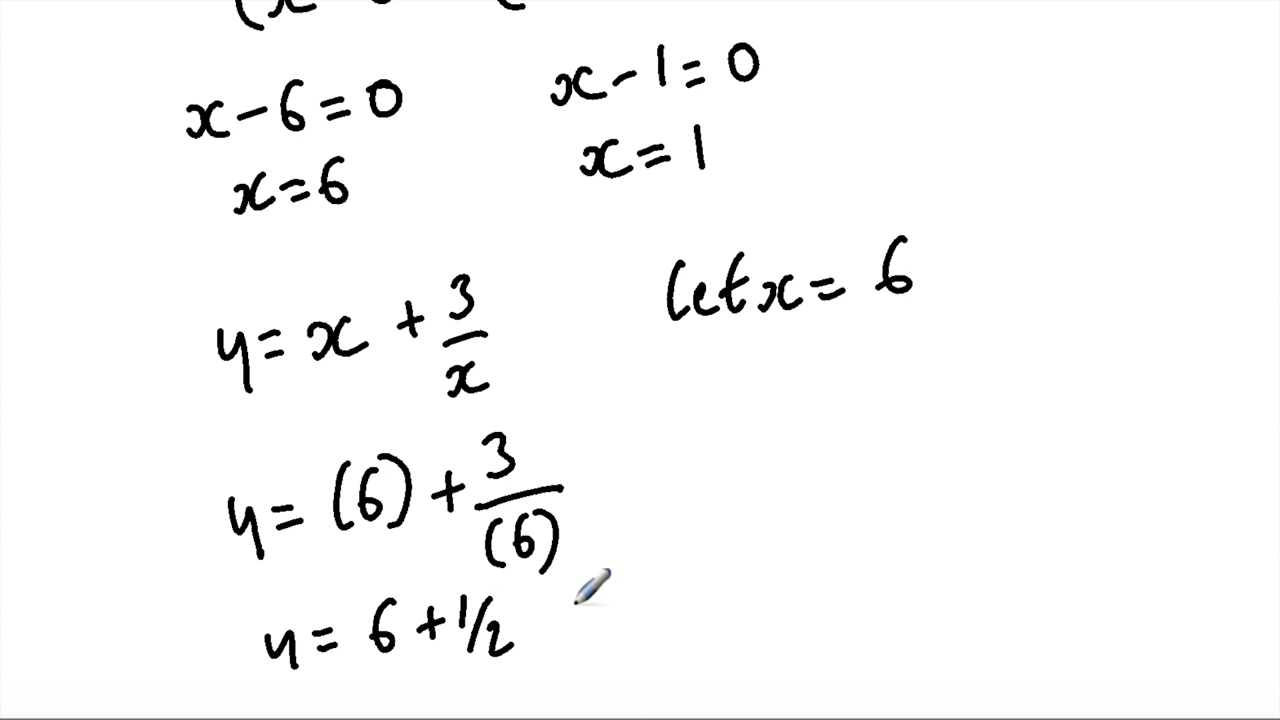 x - 6 = 0
x = 6
x - 1 = 0
x = 1
y = x + 3/x
let x = 6
y = (6) + 3/(6)
y = 6 + 1/2